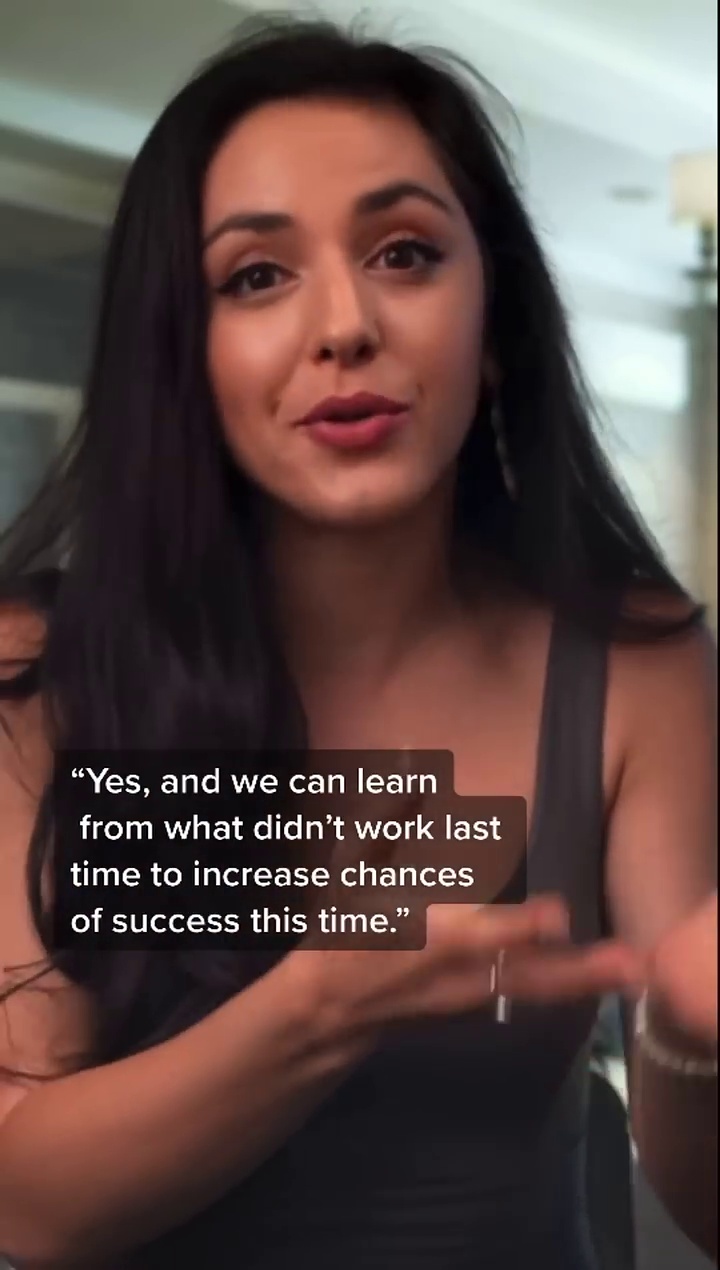 “Yes, and we can learn
from what didn’t work last
time to increase chances
of success this time.”